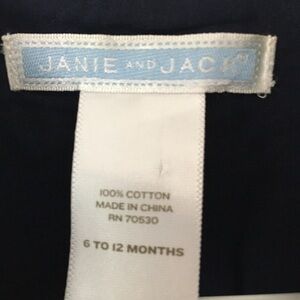 JANIE AND JACK
100% COTTON
MADE IN CHINA
RN 70530
6 TO 12 MONTHS